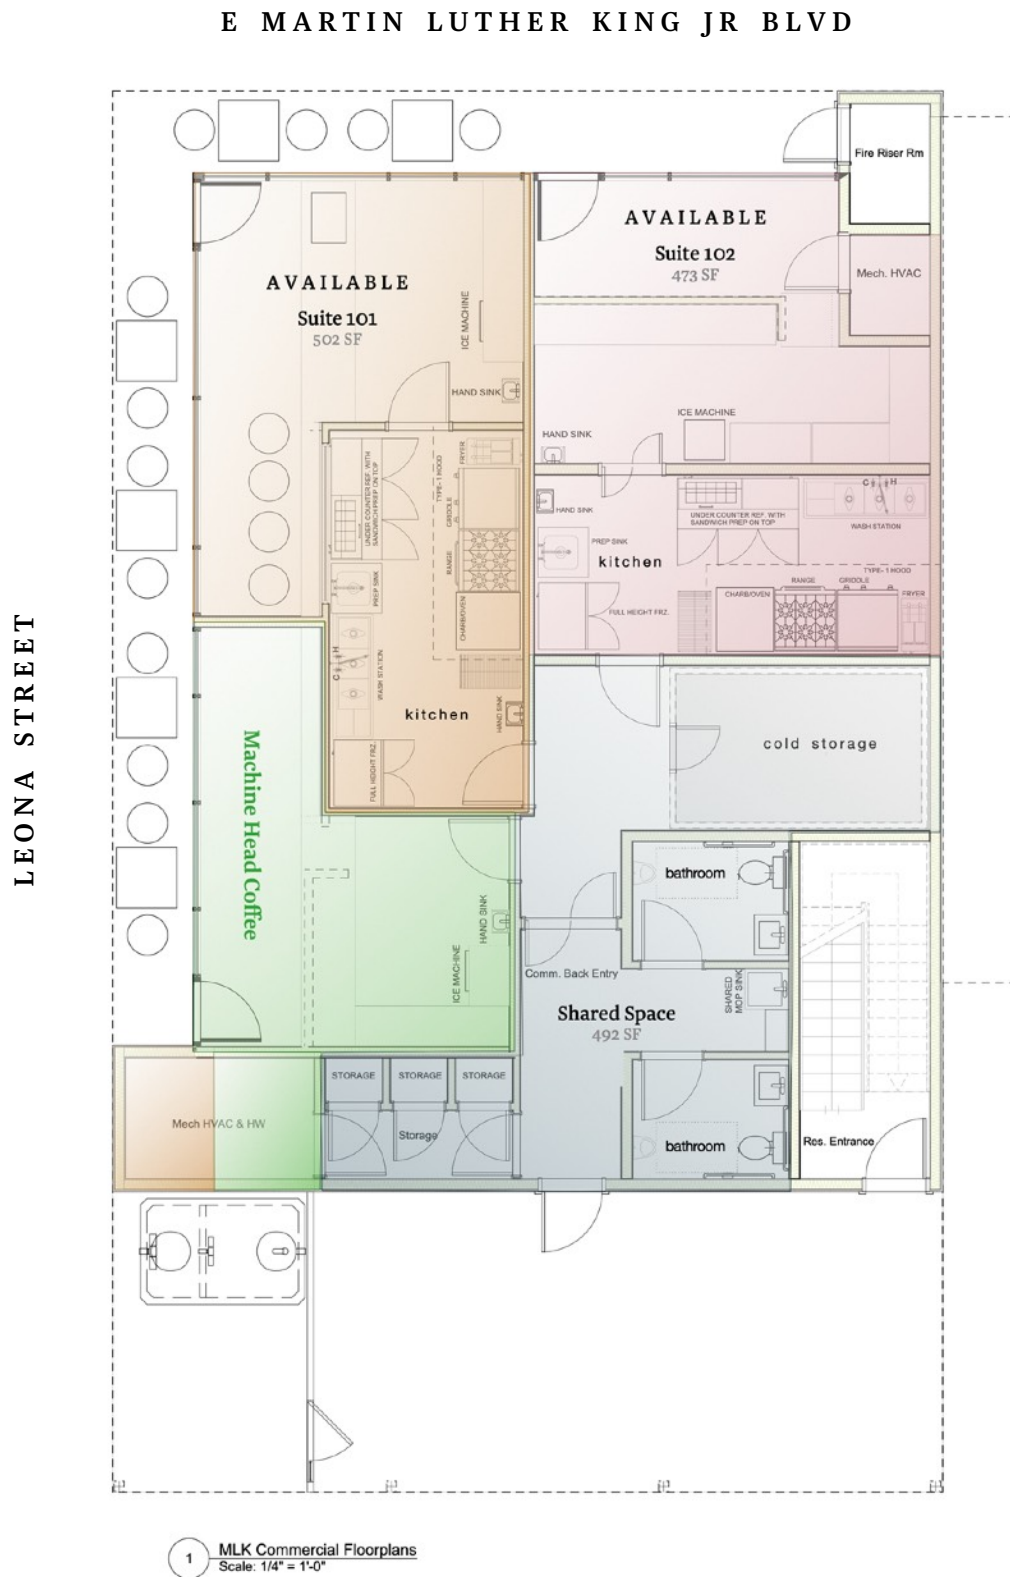 E MARTIN LUTHER KING JR BLVD
LEONA STREET
Fire Riser Rm
AVAILABLE
Suite 102
473 SF
Mech. HVAC
AVAILABLE
Suite 101
502 SF
ICE MACHINE
HAND SINK
ICE MACHINE
HAND SINK
UNDER COUNTER REF. WITH
SANDWICH PREP ON TOP
TYPE-1 HOOD
FRYER
GRIDDLE
RANGE
CHARB/OVEN
PREP SINK
C H
WASH STATION
kitchen
HAND SINK
FULL HEIGHT FRZ.
HAND SINK
PREP SINK
kitchen
UNDER COUNTER REF. WITH
SANDWICH PREP ON TOP
C H
WASH STATION
TYPE-1 HOOD
RANGE
GRIDDLE
FRYER
CHARB/OVEN
FULL HEIGHT FRZ.
cold storage
Machine Head Coffee
HAND SINK
ICE MACHINE
bathroom
Comm. Back Entry
SHARED
MOP SINK
Shared Space
492 SF
STORAGE
STORAGE
STORAGE
Storage
Mech HVAC & HW
bathroom
Res. Entrance
1
MLK Commercial Floorplans
Scale: 1/4" = 1'-0"